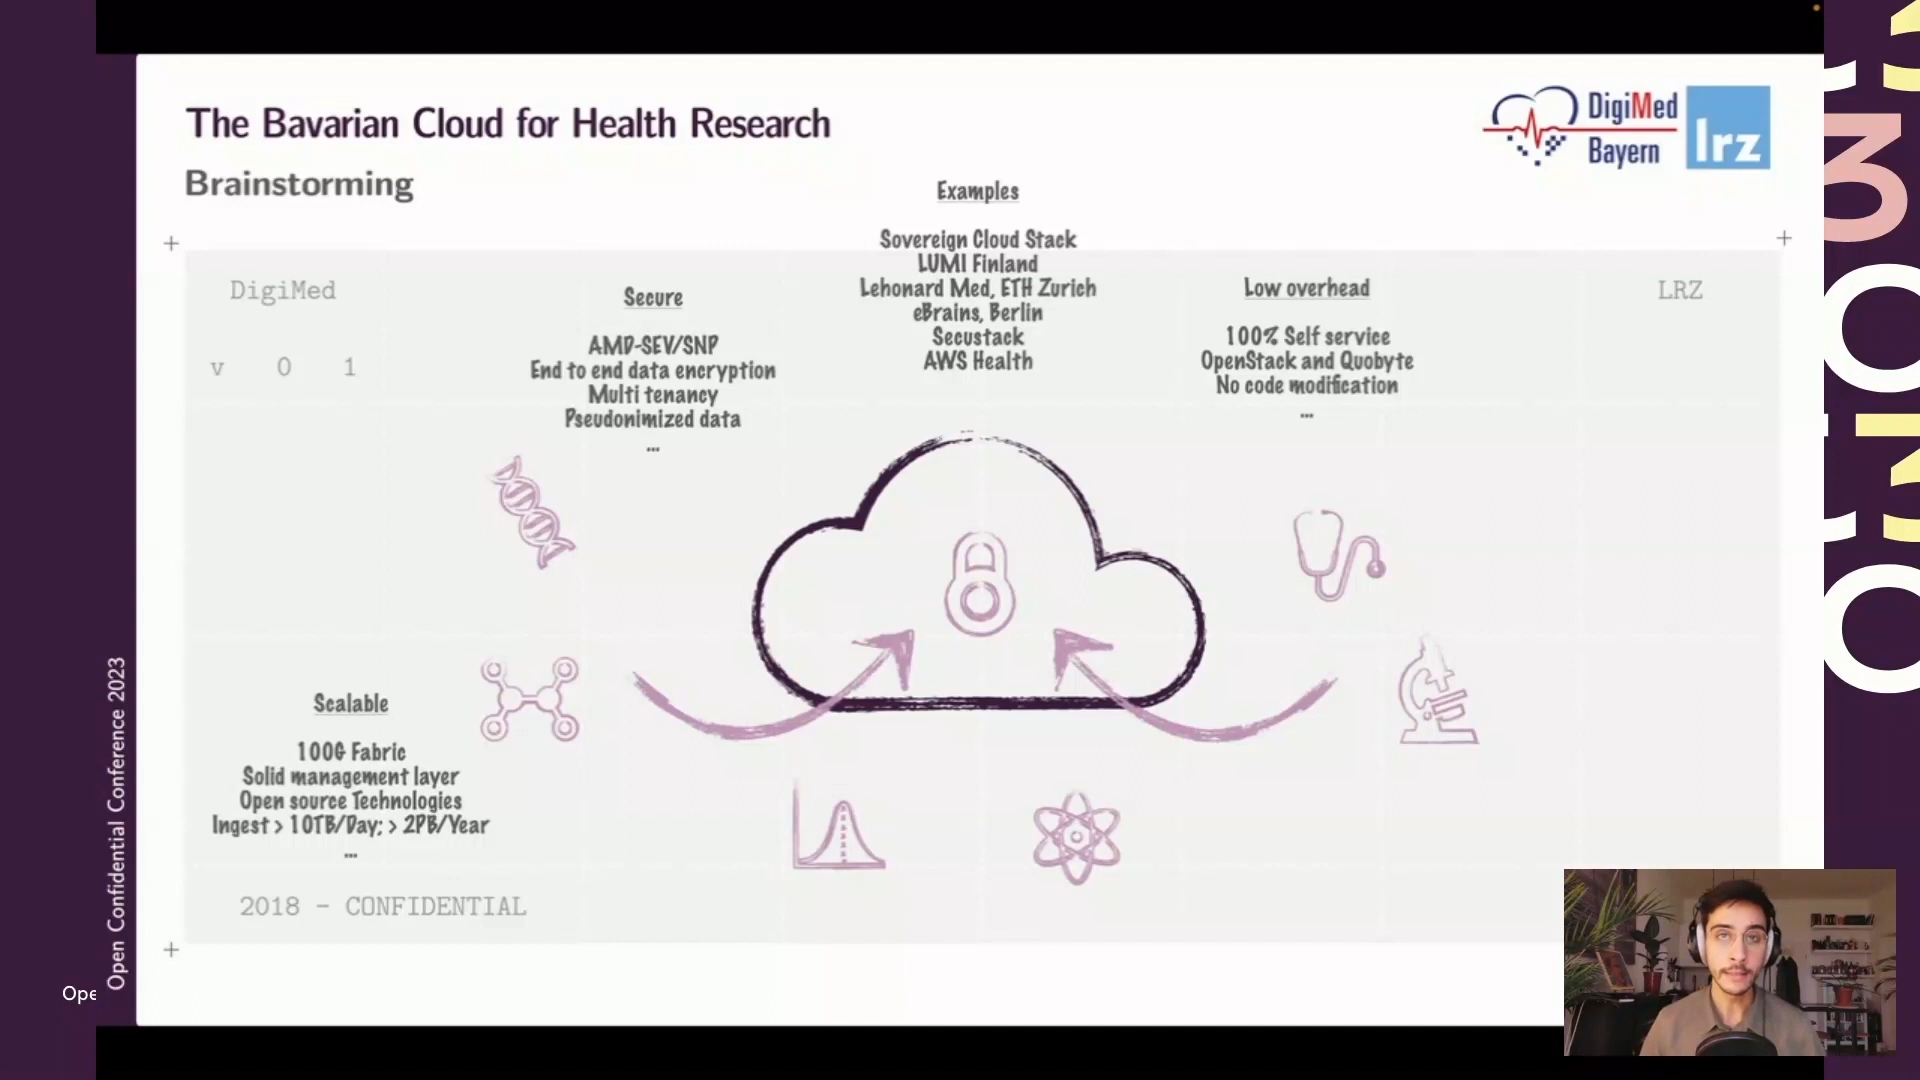 The Bavarian Cloud for Health Research
Brainstorming
DigiMed
Bayern
lrz
Examples
Sovereign Cloud Stack
LUMI Finland
Lehonard Med, ETH Zurich
eBrains, Berlin
Secustack
AWS Health
DigiMed
v 0 1
Secure
AMD-SEV/SNP
End to end data encryption
Multi tenancy
Pseudonimized data
...
Low overhead
100% Self service
OpenStack and Quobyte
No code modification
...
LRZ
Scalable
100G Fabric
Solid management layer
Open source Technologies
Ingest > 10TB/Day; > 2PB/Year
...
2018 - CONFIDENTIAL
Open Confidential Conference 2023
Ope